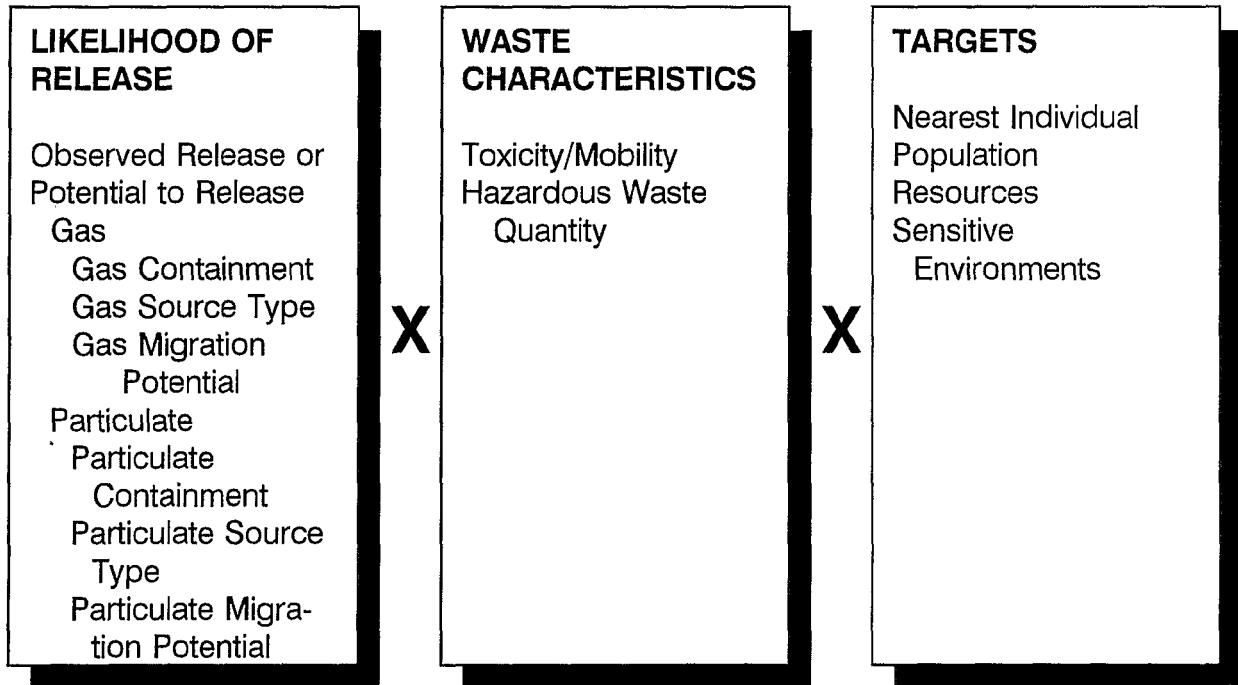 LIKELIHOOD OF
RELEASE
Observed Release or
Potential to Release
Gas
Gas Containment
Gas Source Type
Gas Migration
Potential
Particulate
Particulate
Containment
Particulate Source
Type
Particulate Migra-
tion Potential
X
WASTE
CHARACTERISTICS
Toxicity/Mobility
Hazardous Waste
Quantity
X
TARGETS
Nearest Individual
Population
Resources
Sensitive
Environments